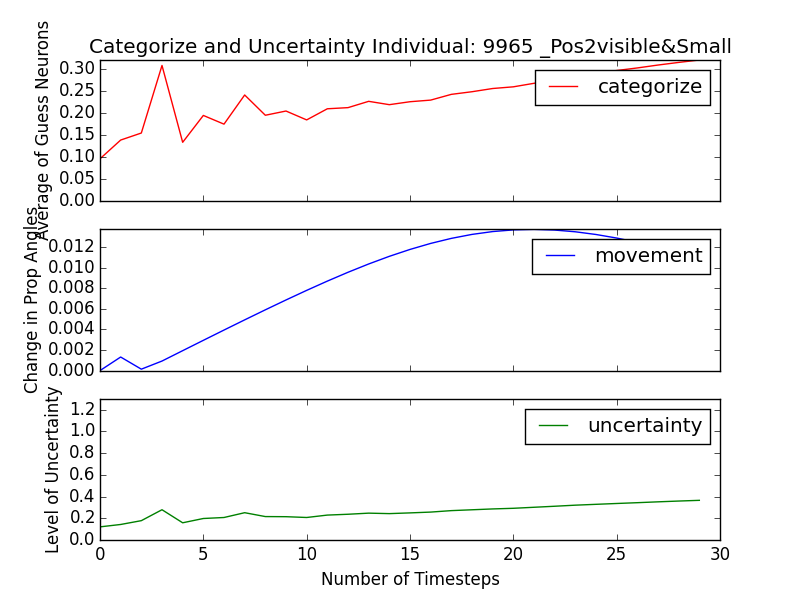 Categorize and Uncertainty Individual: 9965 _Pos2visible&Small
Average of Guess Neurons
0.30
0.25
0.20
0.15
0.10
0.05
0.00
categorize
Change in Prop Angles
0.012
0.010
0.008
0.006
0.004
0.002
0.000
movement
Level of Uncertainty
1.2
1.0
0.8
0.6
0.4
0.2
0.0
uncertainty
0 5 10 15 20 25 30
Number of Timesteps